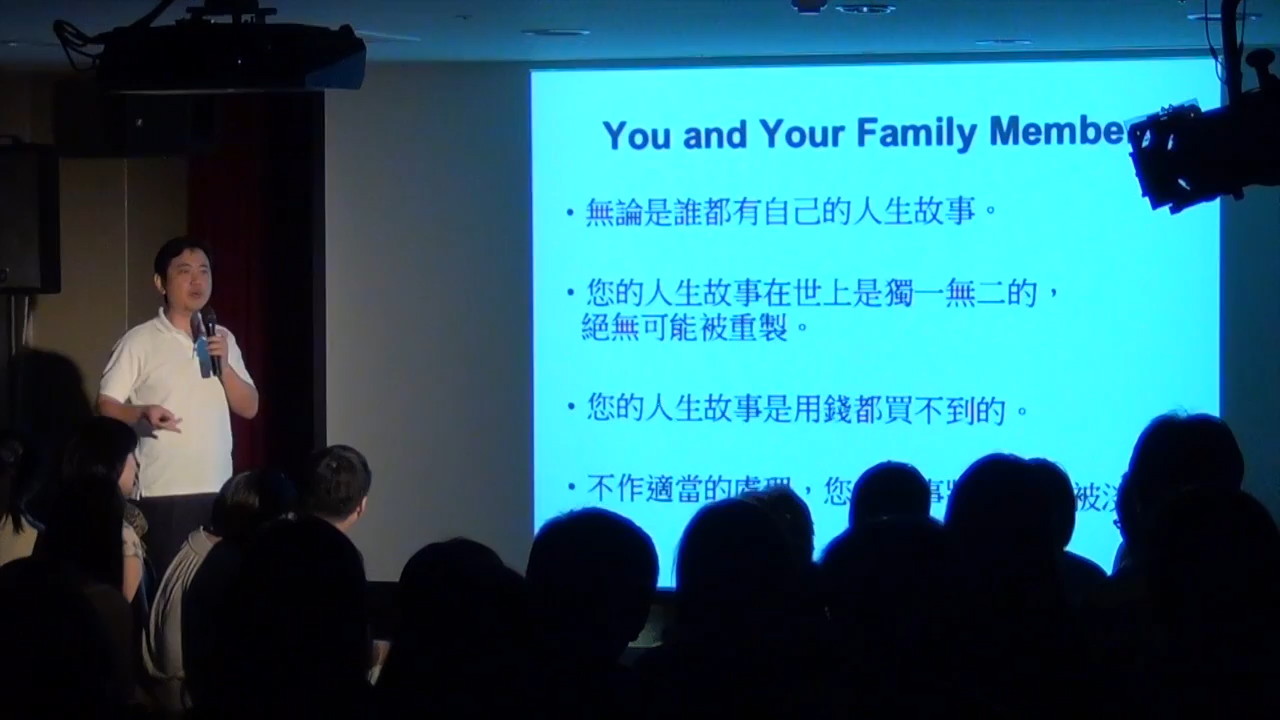 You and Your Family Membe
• 無論是誰都有自己的人生故事。
• 您的人生故事在世上是獨一無二的，
絕無可能被重製。
• 您的人生故事是用錢都買不到的。
• 不作適當的處理，您 事 被